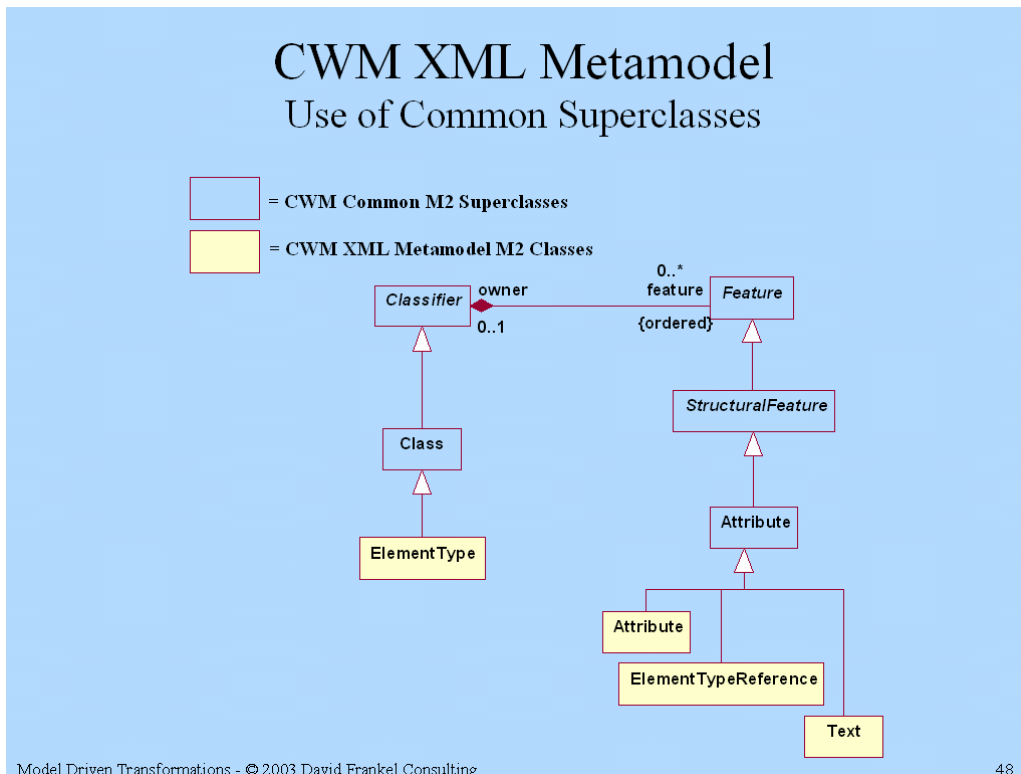 CWM XML Metamodel
Use of Common Superclasses
= CWM Common M2 Superclasses
= CWM XML Metamodel M2 Classes
Classifier
owner
0..1
0..*
feature
{ordered}
Feature
StructuralFeature
Class
Attribute
ElementType
Attribute
ElementTypeReference
Text
Model Driven Transformations - © 2003 David Frankel Consulting
48